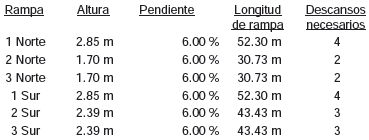 Rampa Altura Pendiente Longitud de rampa Descansos necesarios
1 Norte 2.85 m 6.00 % 52.30 m 4
2 Norte 1.70 m 6.00 % 30.73 m 2
3 Norte 1.70 m 6.00 % 30.73 m 2
1 Sur 2.85 m 6.00 % 52.30 m 4
2 Sur 2.39 m 6.00 % 43.43 m 3
3 Sur 2.39 m 6.00 % 43.43 m 3